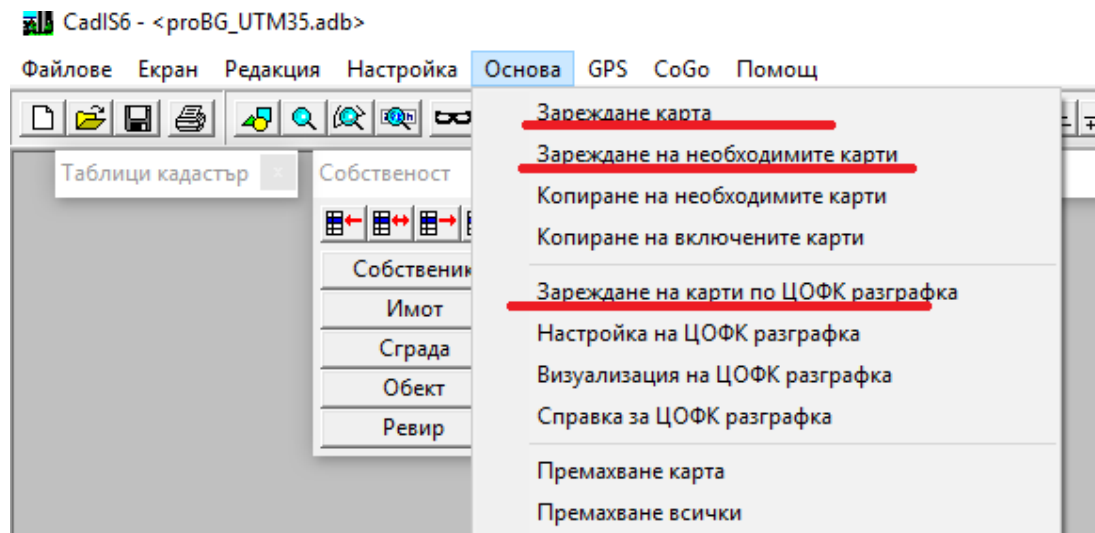 CadIS6 - <proBG_UTM35.adb>
Файлове Екран Редакция Настройка Основа GPS CoGo Помощ
Зареждане карта
Зареждане на необходимите карти
Копиране на необходимите карти
Копиране на включените карти
Зареждане на карти по ЦОФК разграфка
Настройка на ЦОФК разграфка
Визуализация на ЦОФК разграфка
Справка за ЦОФК разграфка
Премахване карта
Премахване всички
Таблици кадастър x
Собственост
Собственик
Имот
Сграда
Обект
Ревир